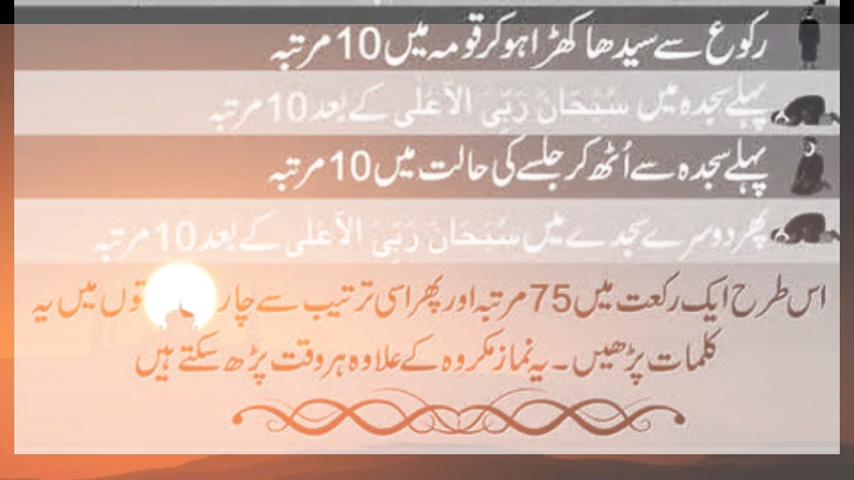 رکوع سے سیدھا کھڑا ہوکر قومہ میں 10 مرتبہ
پہلے سجدہ میں سُبْحَانَ رَبِّیَ الْاَعْلٰی کے بعد 10 مرتبہ
پہلے سجدہ سے اُٹھ کر جلسے کی حالت میں 10 مرتبہ
پھر دوسرے سجدے میں سُبْحَانَ رَبِّیَ الْاَعْلٰی کے بعد 10 مرتبہ
اس طرح ایک رکعت میں 75 مرتبہ اور پھر اسی ترتیب سے چار میں یہ
کلمات پڑھیں۔ یہ نماز مکروہ کے علاوہ ہر وقت پڑھ سکتے ہیں